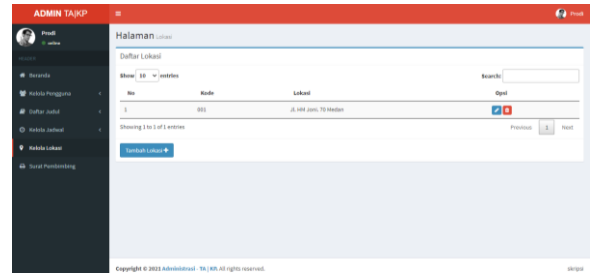 ADMIN TA|KP
Prodi
Prodi
online
Halaman Lokasi
Daftar Lokasi
Show 10 entries
Search:
No Kode Lokasi Opsi
1 001 Jl. HM Joni. 70 Medan
Showing 1 to 1 of 1 entries
Previous 1 Next
Tambah Lokasi +
Beranda
Kelola Pengguna
Daftar Judul
Kelola Jadwal
Kelola Lokasi
Surat Pembimbing
Copyright © 2023 Administrasi - TA | KP. All rights reserved.
skripsi